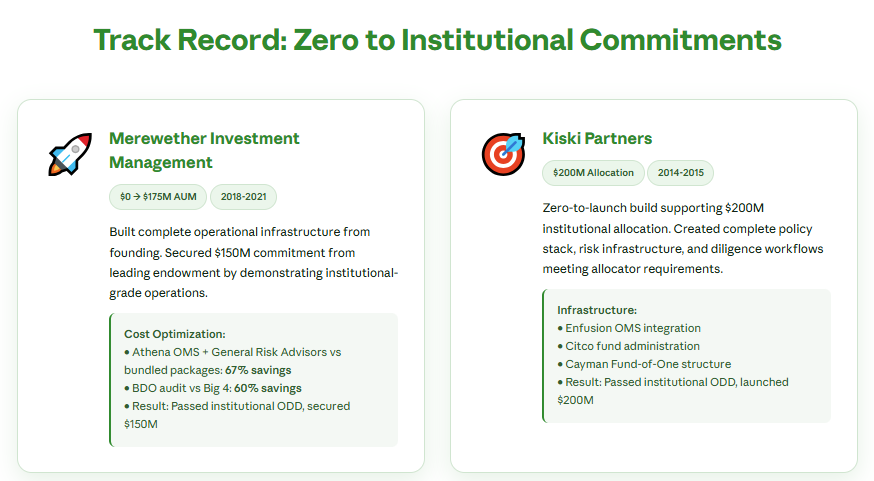 Track Record: Zero to Institutional Commitments
Merewether Investment
Management
$0 → $175M AUM
2018-2021
Built complete operational infrastructure from
founding. Secured $150M commitment from
leading endowment by demonstrating institutional-
grade operations.
Cost Optimization:
• Athena OMS + General Risk Advisors vs
bundled packages: 67% savings
• BDO audit vs Big 4: 60% savings
• Result: Passed institutional ODD, secured
$150M
Kiski Partners
$200M Allocation
2014-2015
Zero-to-launch build supporting $200M
institutional allocation. Created complete policy
stack, risk infrastructure, and diligence workflows
meeting allocator requirements.
Infrastructure:
• Enfusion OMS integration
• Citco fund administration
• Cayman Fund-of-One structure
• Result: Passed institutional ODD, launched
$200M